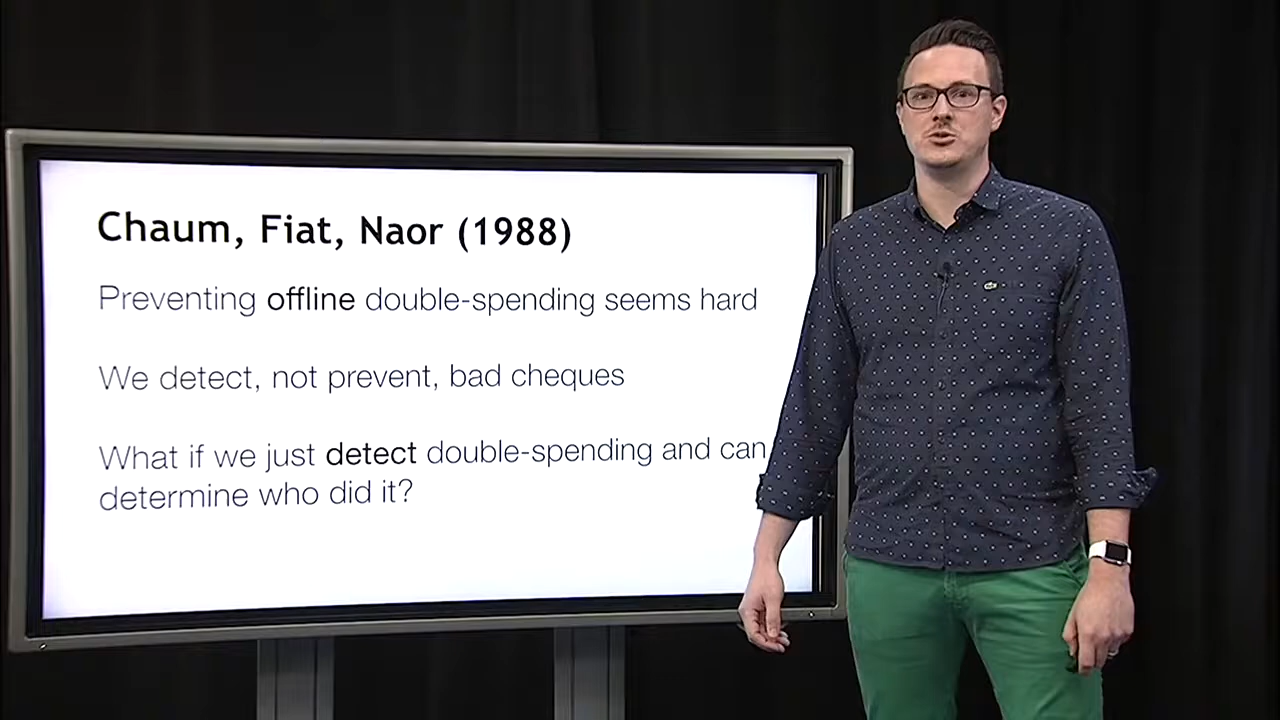 Chaum, Fiat, Naor (1988)
Preventing offline double-spending seems hard
We detect, not prevent, bad cheques
What if we just detect double-spending and can
determine who did it?